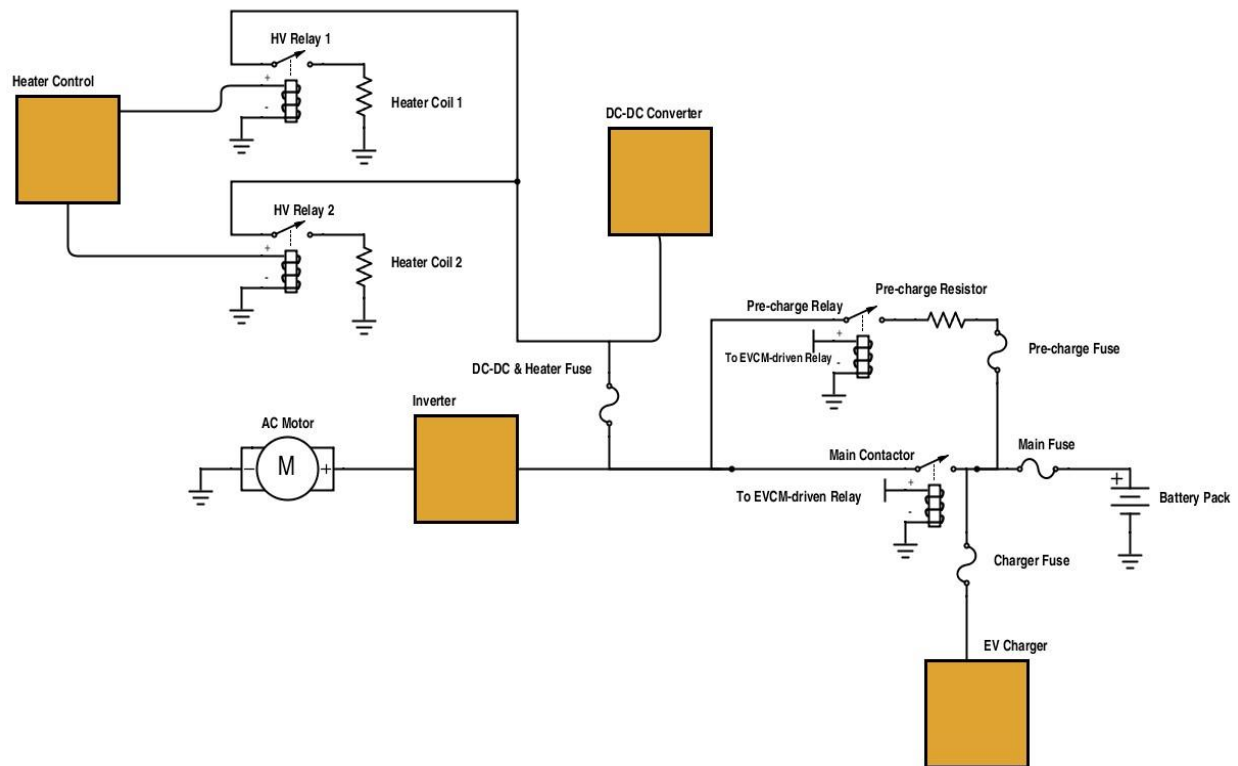 HV Relay 1
Heater Control
+
-
Heater Coil 1
DC-DC Converter
HV Relay 2
+
-
Heater Coil 2
Pre-charge Relay
Pre-charge Resistor
+
To EVCM-driven Relay
-
Pre-charge Fuse
DC-DC & Heater Fuse
Inverter
AC Motor
- M +
Main Contactor
Main Fuse
+
To EVCM-driven Relay
-
+
Battery Pack
Charger Fuse
EV Charger